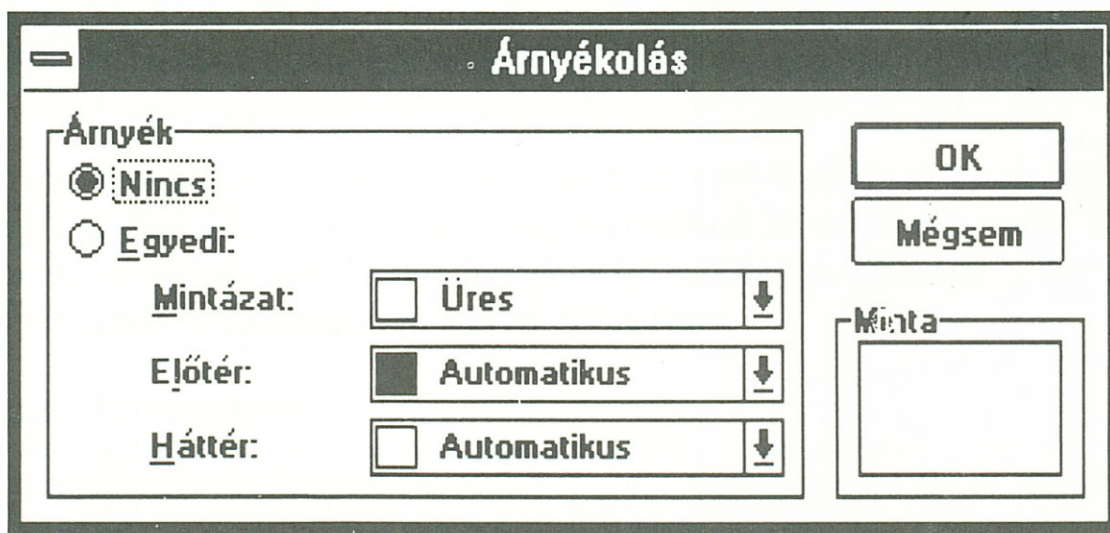 Árnyékolás
Árnyék
Nincs
Egyedi:
Mintázat: Üres
Előtér: Automatikus
Háttér: Automatikus
OK
Mégsem
Minta